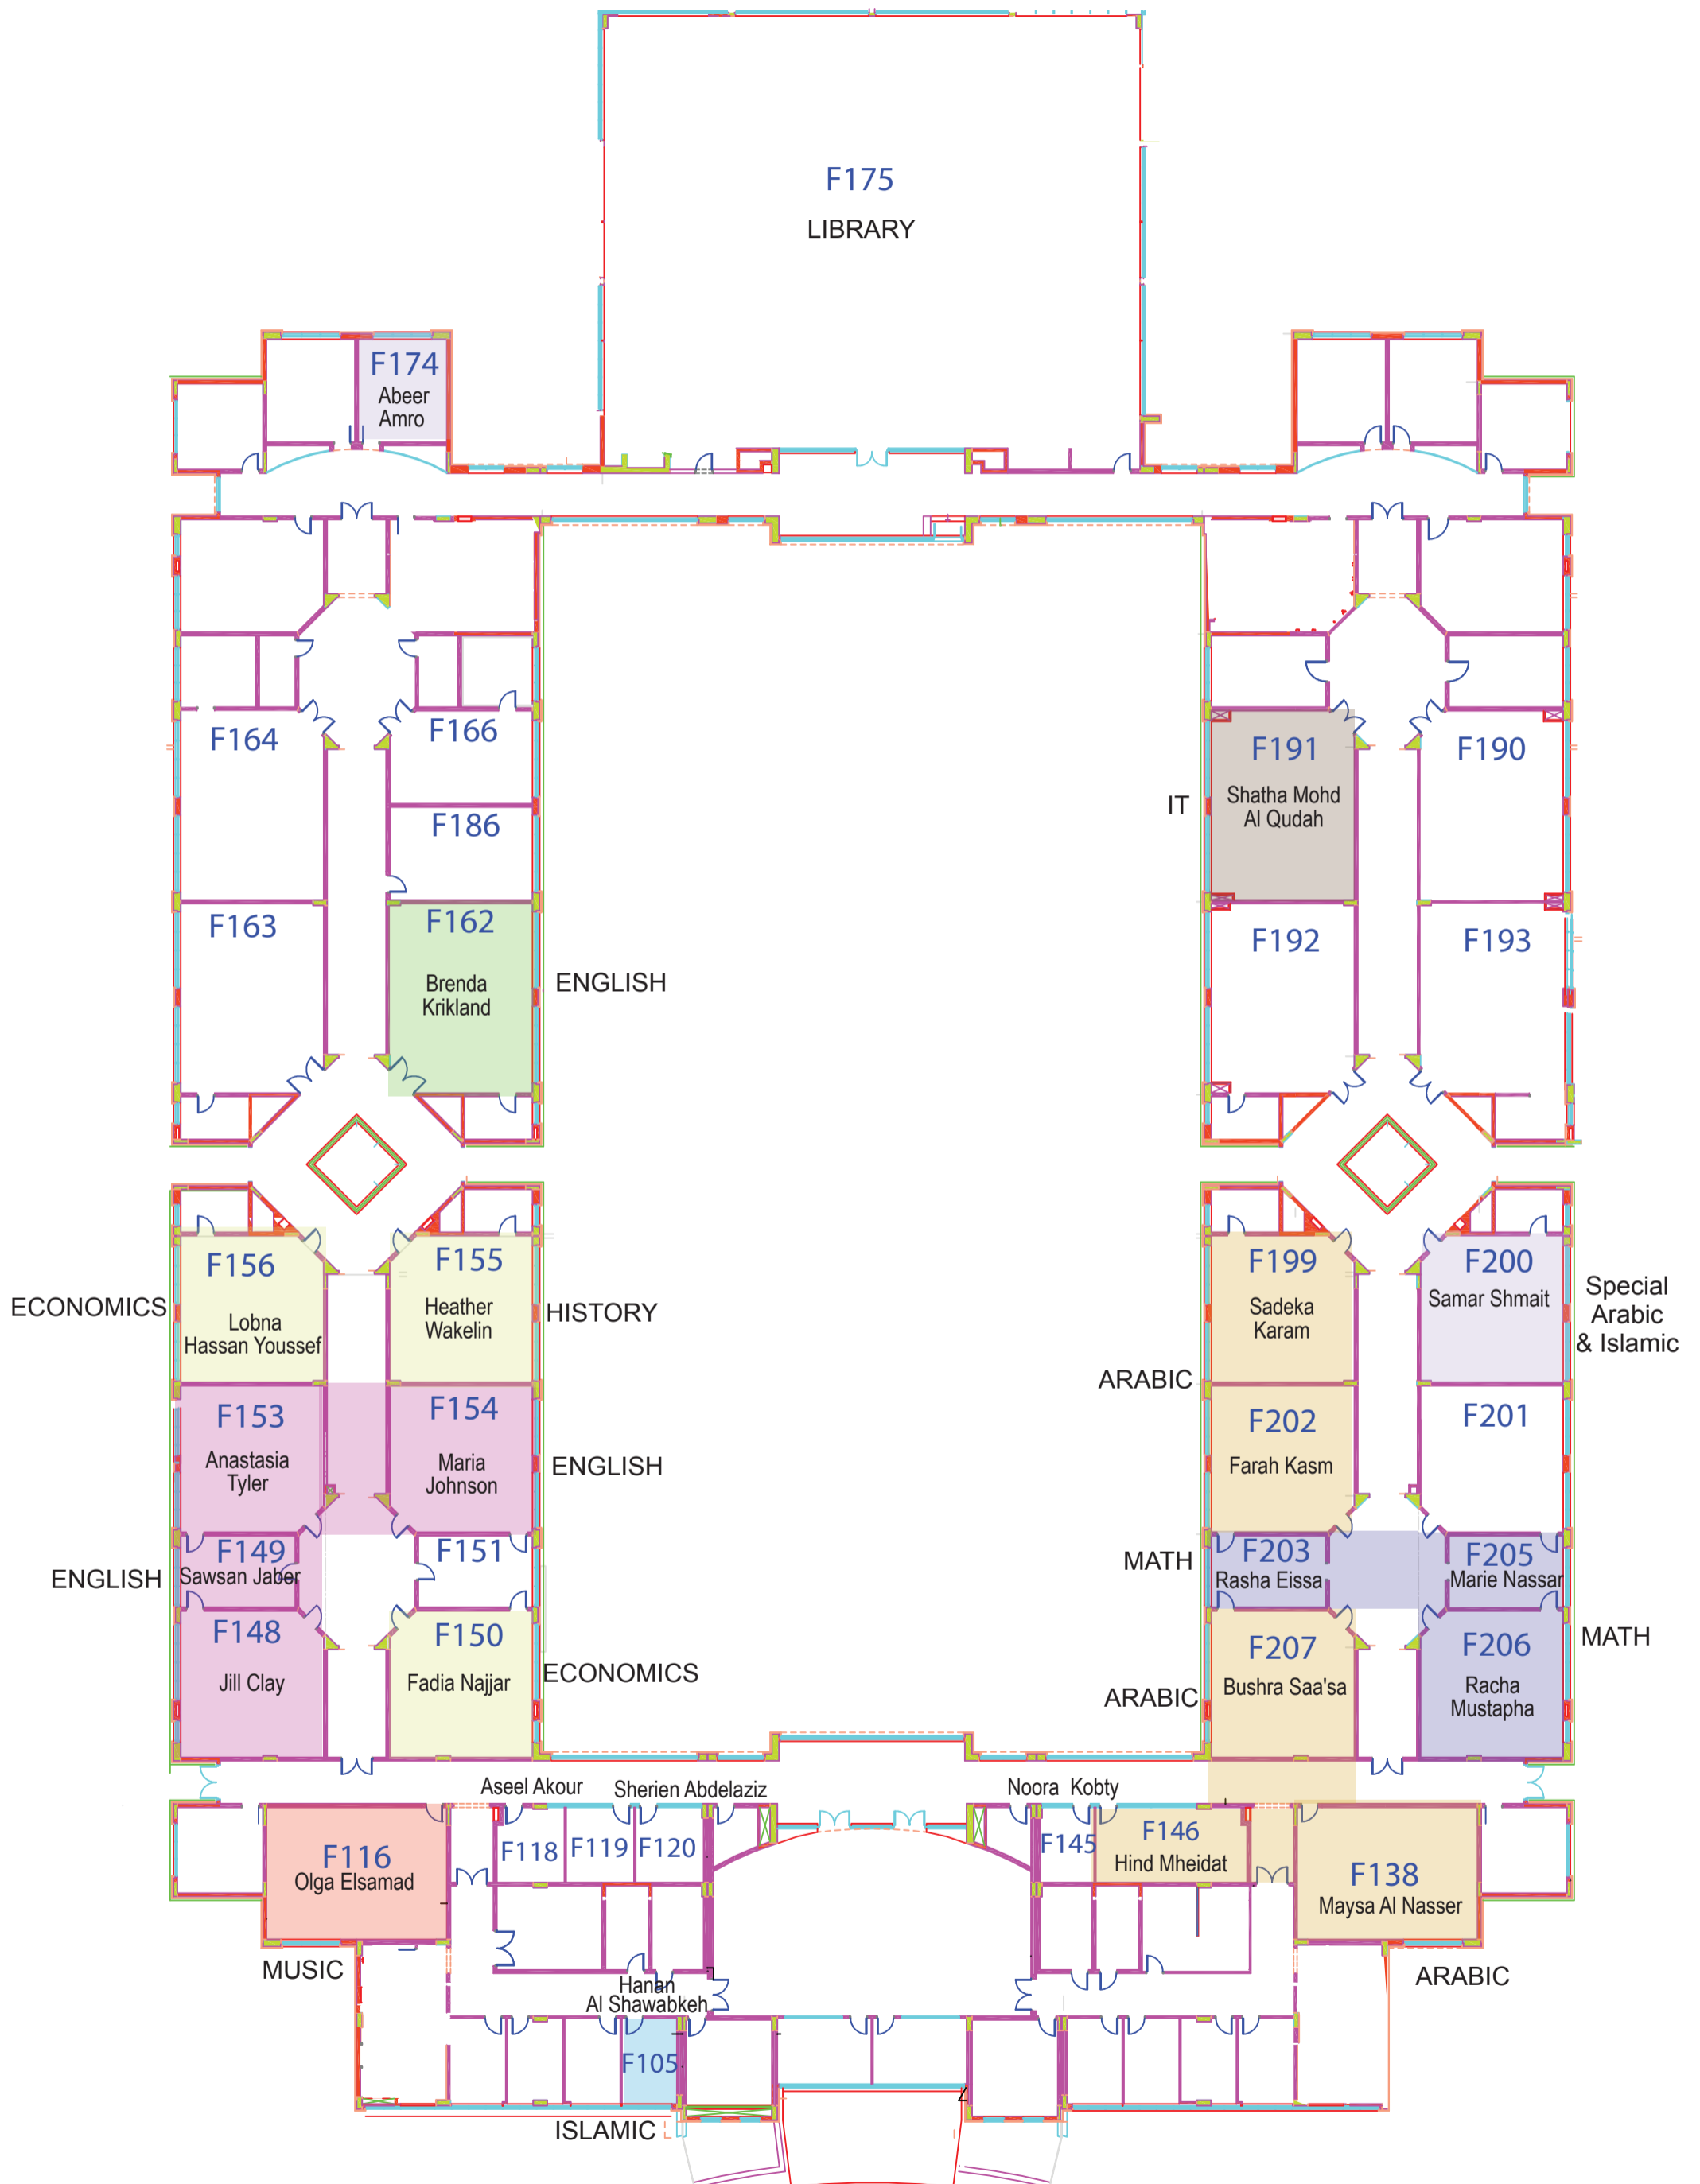 F175
LIBRARY
F174
Abeer
Amro
F164
F166
F186
F163
F162
Brenda
Krikland
ENGLISH
F191
Shatha Mohd
Al Qudah
IT
F190
F192
F193
ECONOMICS
F156
Lobna
Hassan Youssef
F155
Heather
Wakelin
HISTORY
F153
Anastasia
Tyler
F154
Maria
Johnson
ENGLISH
ENGLISH
F149
Sawsan Jaber
F151
F148
Jill Clay
F150
Fadia Najjar
ECONOMICS
F199
Sadeka
Karam
F200
Samar Shmait
Special
Arabic
& Islamic
ARABIC
F202
Farah Kasm
F201
MATH
F203
Rasha Eissa
F205
Marie Nassar
F207
Bushra Saa'sa
ARABIC
F206
Racha
Mustapha
MATH
Aseel Akour
Sherien Abdelaziz
Noora Kobty
F116
Olga Elsamad
MUSIC
F118
F119
F120
F145
F146
Hind Mheidat
F138
Maysa Al Nasser
ARABIC
Hanan
Al Shawabkeh
F105
ISLAMIC